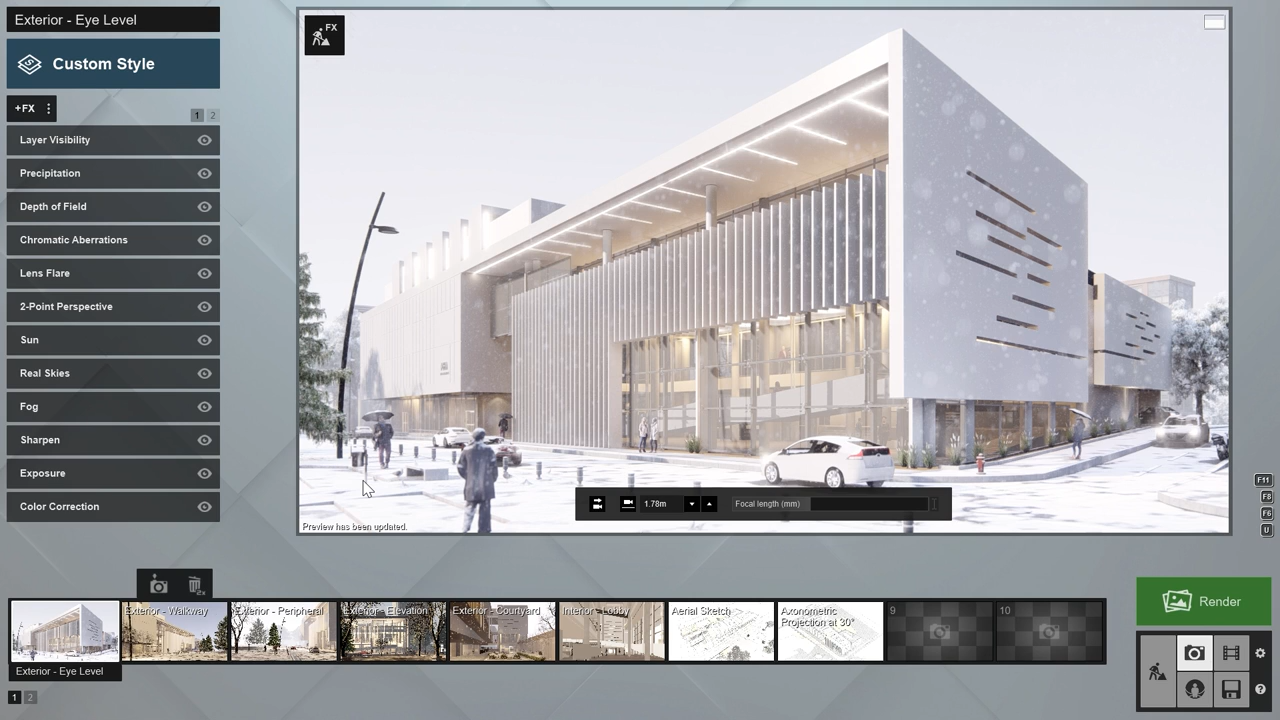 Exterior - Eye Level
Custom Style
+FX
1 2
Layer Visibility
Precipitation
Depth of Field
Chromatic Aberrations
Lens Flare
2-Point Perspective
Sun
Real Skies
Fog
Sharpen
Exposure
Color Correction
FX
1.78m
Focal length (mm)
Preview has been updated.
F11
F8
F6
U
Exterior - Walkway
Exterior - Peripheral
Exterior - Elevation
Exterior - Courtyard
Interior - Lobby
Aerial Sketch
Axonometric
Projection at 30°
9
10
Exterior - Eye Level
1 2
Render